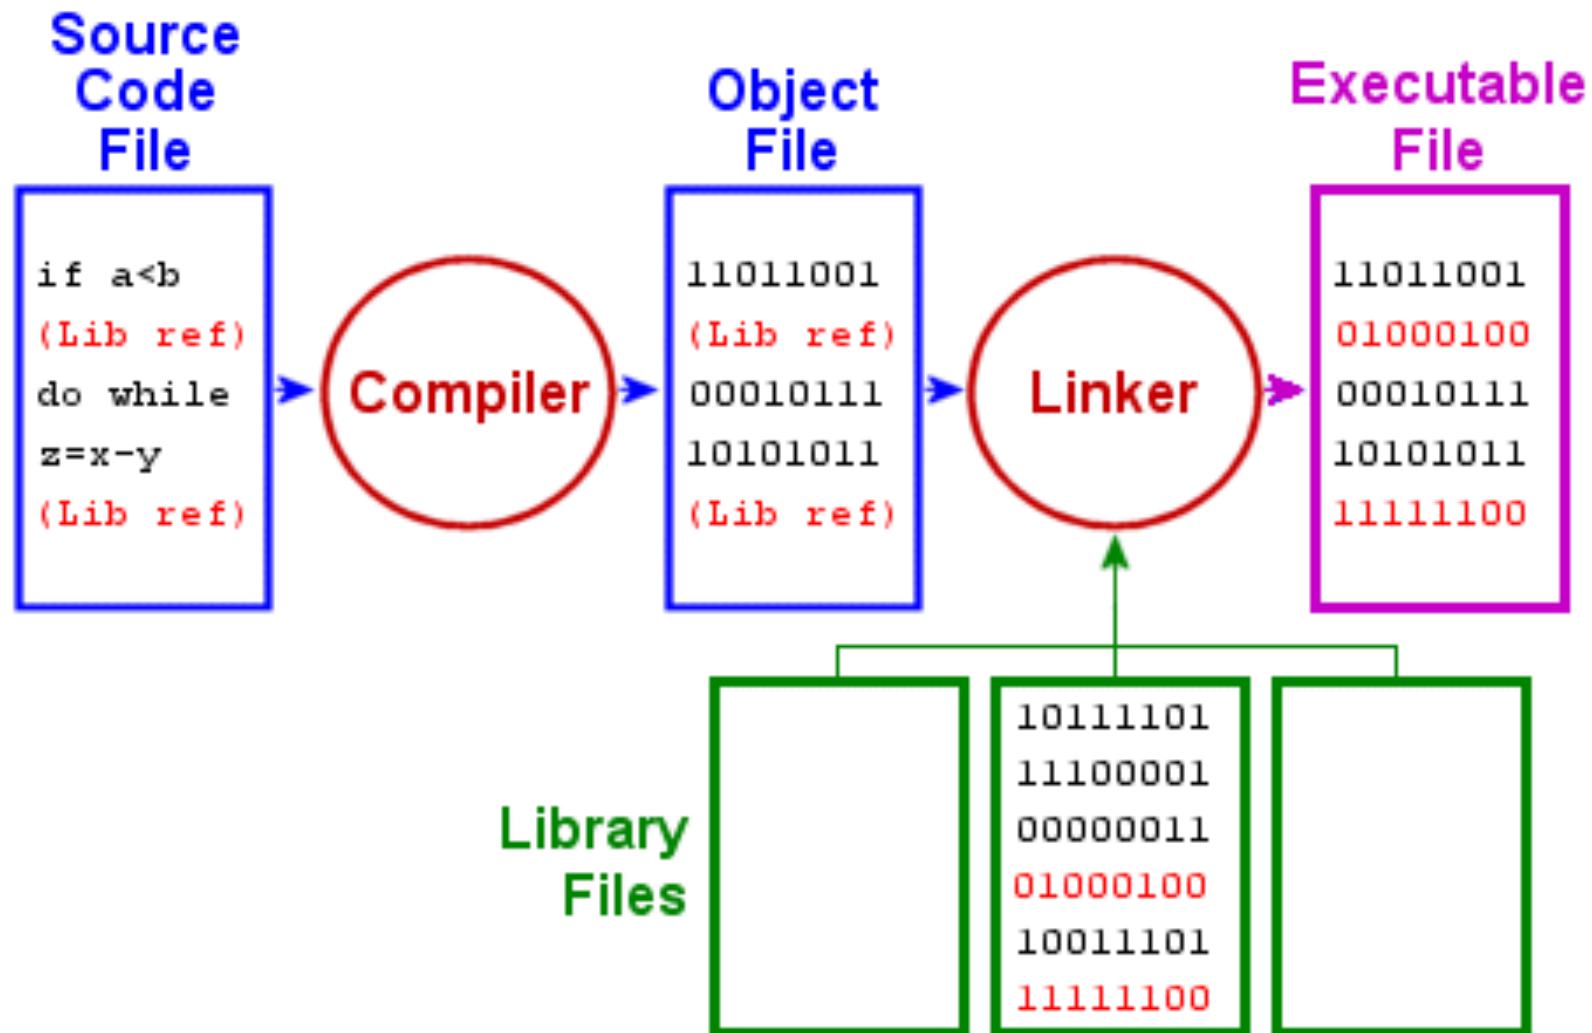 Source
Code
File
if a<b
(Lib ref)
do while
z=x-y
(Lib ref)
Compiler
Object
File
11011001
(Lib ref)
00010111
10101011
(Lib ref)
Linker
Executable
File
11011001
01000100
00010111
10101011
11111100
Library
Files
10111101
11100001
00000011
01000100
10011101
11111100